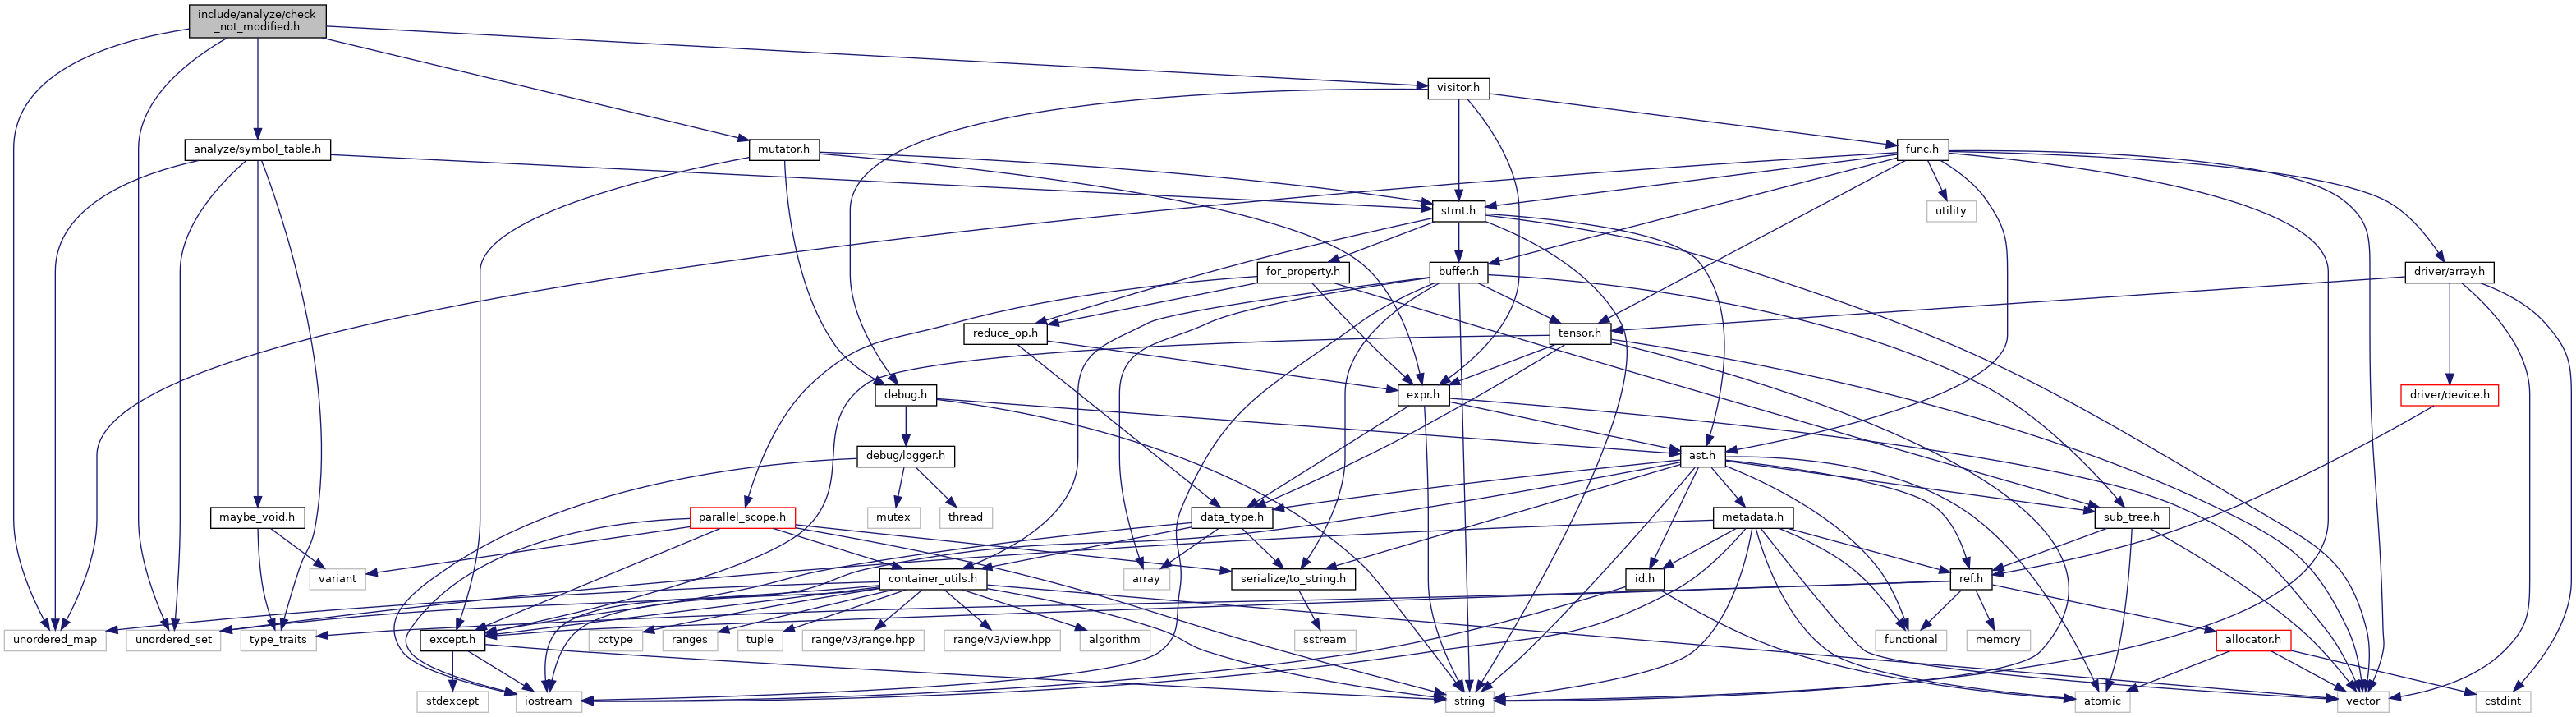 include/analyze/check
_not_modified.h
visitor.h
analyze/symbol_table.h
mutator.h
func.h
stmt.h
utility
for_property.h
buffer.h
driver/array.h
reduce_op.h
tensor.h
debug.h
expr.h
driver/device.h
debug/logger.h
ast.h
maybe_void.h
parallel_scope.h
mutex
thread
data_type.h
metadata.h
sub_tree.h
variant
container_utils.h
array
serialize/to_string.h
id.h
ref.h
unordered_map
unordered_set
type_traits
except.h
cctype
ranges
tuple
range/v3/range.hpp
range/v3/view.hpp
algorithm
sstream
functional
memory
allocator.h
stdexcept
iostream
string
atomic
vector
cstdint